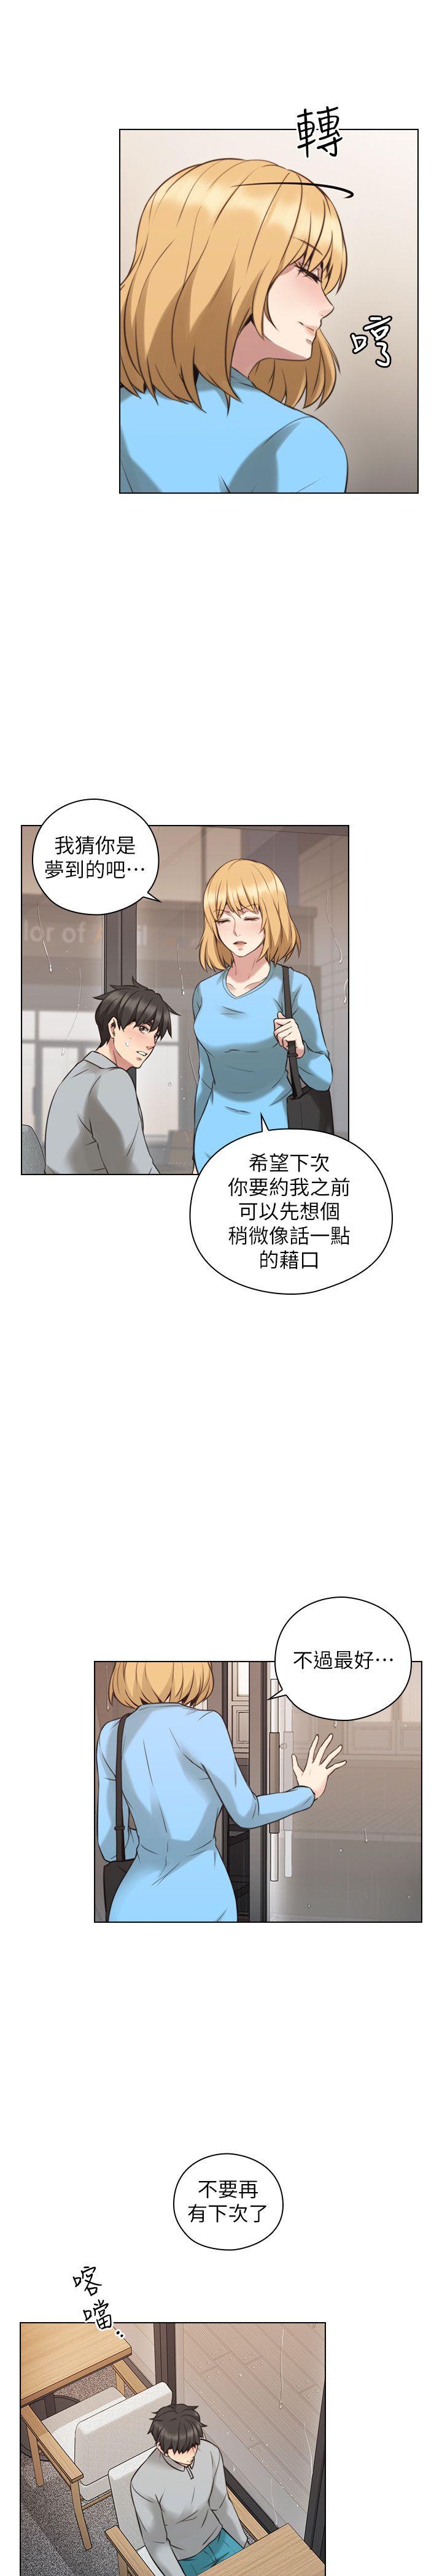 轉
哼
我猜你是
夢到的吧…
lor of
希望下次
你要約我之前
可以先想個
稍微像話一點
的藉口
不過最好…
不要再
有下次了
喀
噹